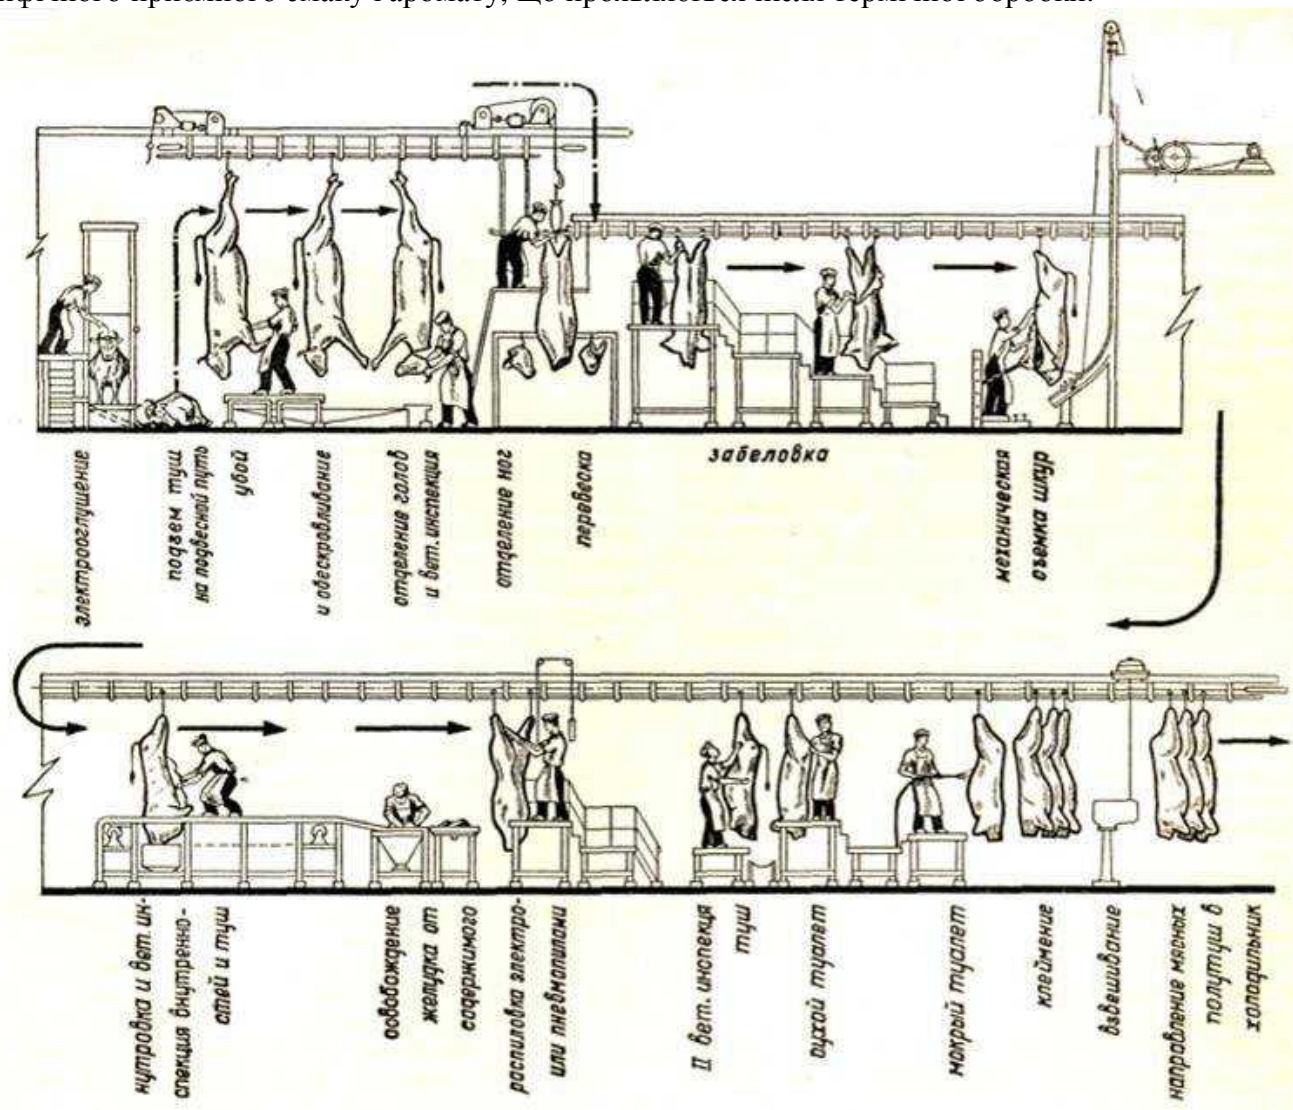 электрооглушение
подъем туш
на подвесной путь
убой
и обескровливание
отделение голов
и вет. инспекция
отделение ног
перевеска
забеловка
механическая
съемка шкур
нутровка и вет. ин-
спекция внутренно-
стей и туш
освобождение
желудка от
содержимого
распиловка электро-
или пневмопилами
II вет. инспекця
туш
сухой туалет
мокрый туалет
клеймение
взвешивание
направление мясных
полутуш в
холодильник